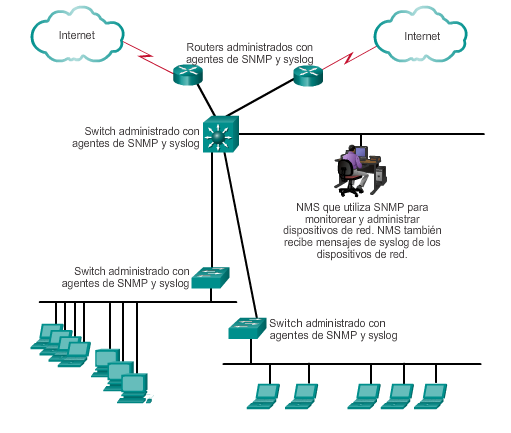 Internet
Internet
Routers administrados con
agentes de SNMP y syslog
Switch administrado con
agentes de SNMP y syslog
NMS que utiliza SNMP para
monitorear y administrar
dispositivos de red. NMS también
recibe mensajes de syslog de los
dispositivos de red.
Switch administrado con
agentes de SNMP y syslog
Switch administrado con
agentes de SNMP y syslog